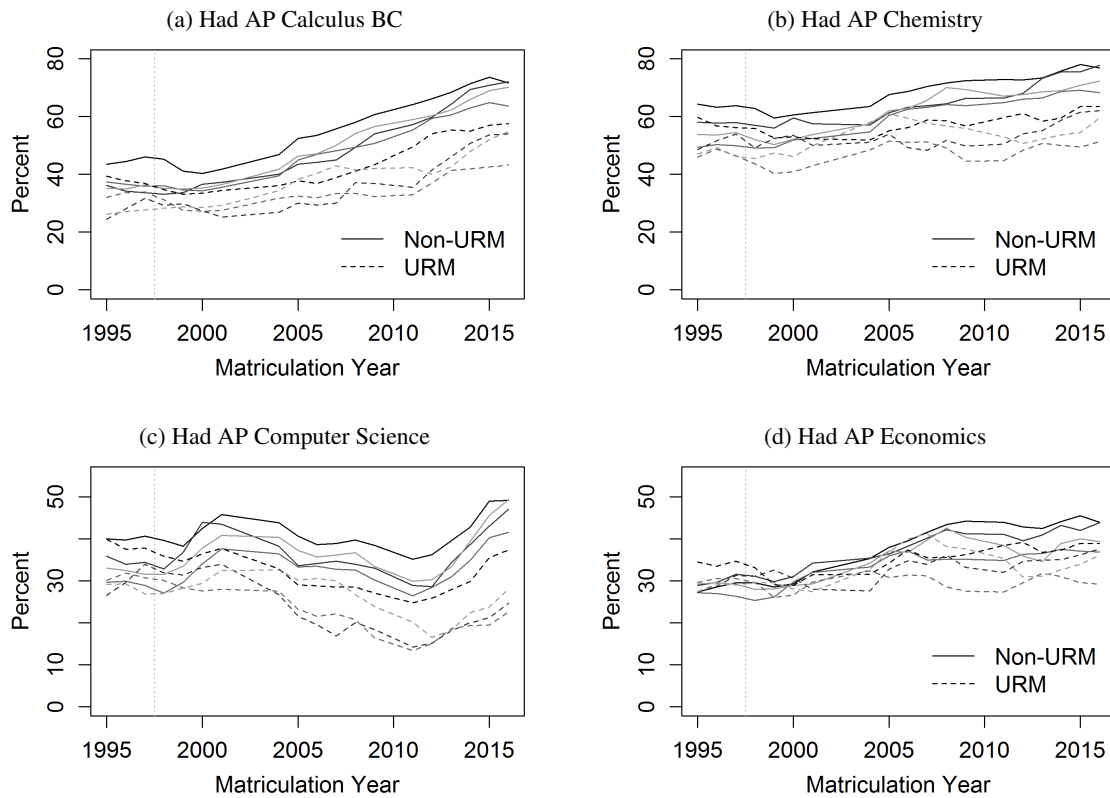 (a) Had AP Calculus BC
Percent
80
60
40
20
0
Non-URM
URM
1995 2000 2005 2010 2015
Matriculation Year
(b) Had AP Chemistry
Percent
80
60
40
20
0
Non-URM
URM
1995 2000 2005 2010 2015
Matriculation Year
(c) Had AP Computer Science
Percent
50
30
10
0
1995 2000 2005 2010 2015
Matriculation Year
(d) Had AP Economics
Percent
50
30
10
0
Non-URM
URM
1995 2000 2005 2010 2015
Matriculation Year